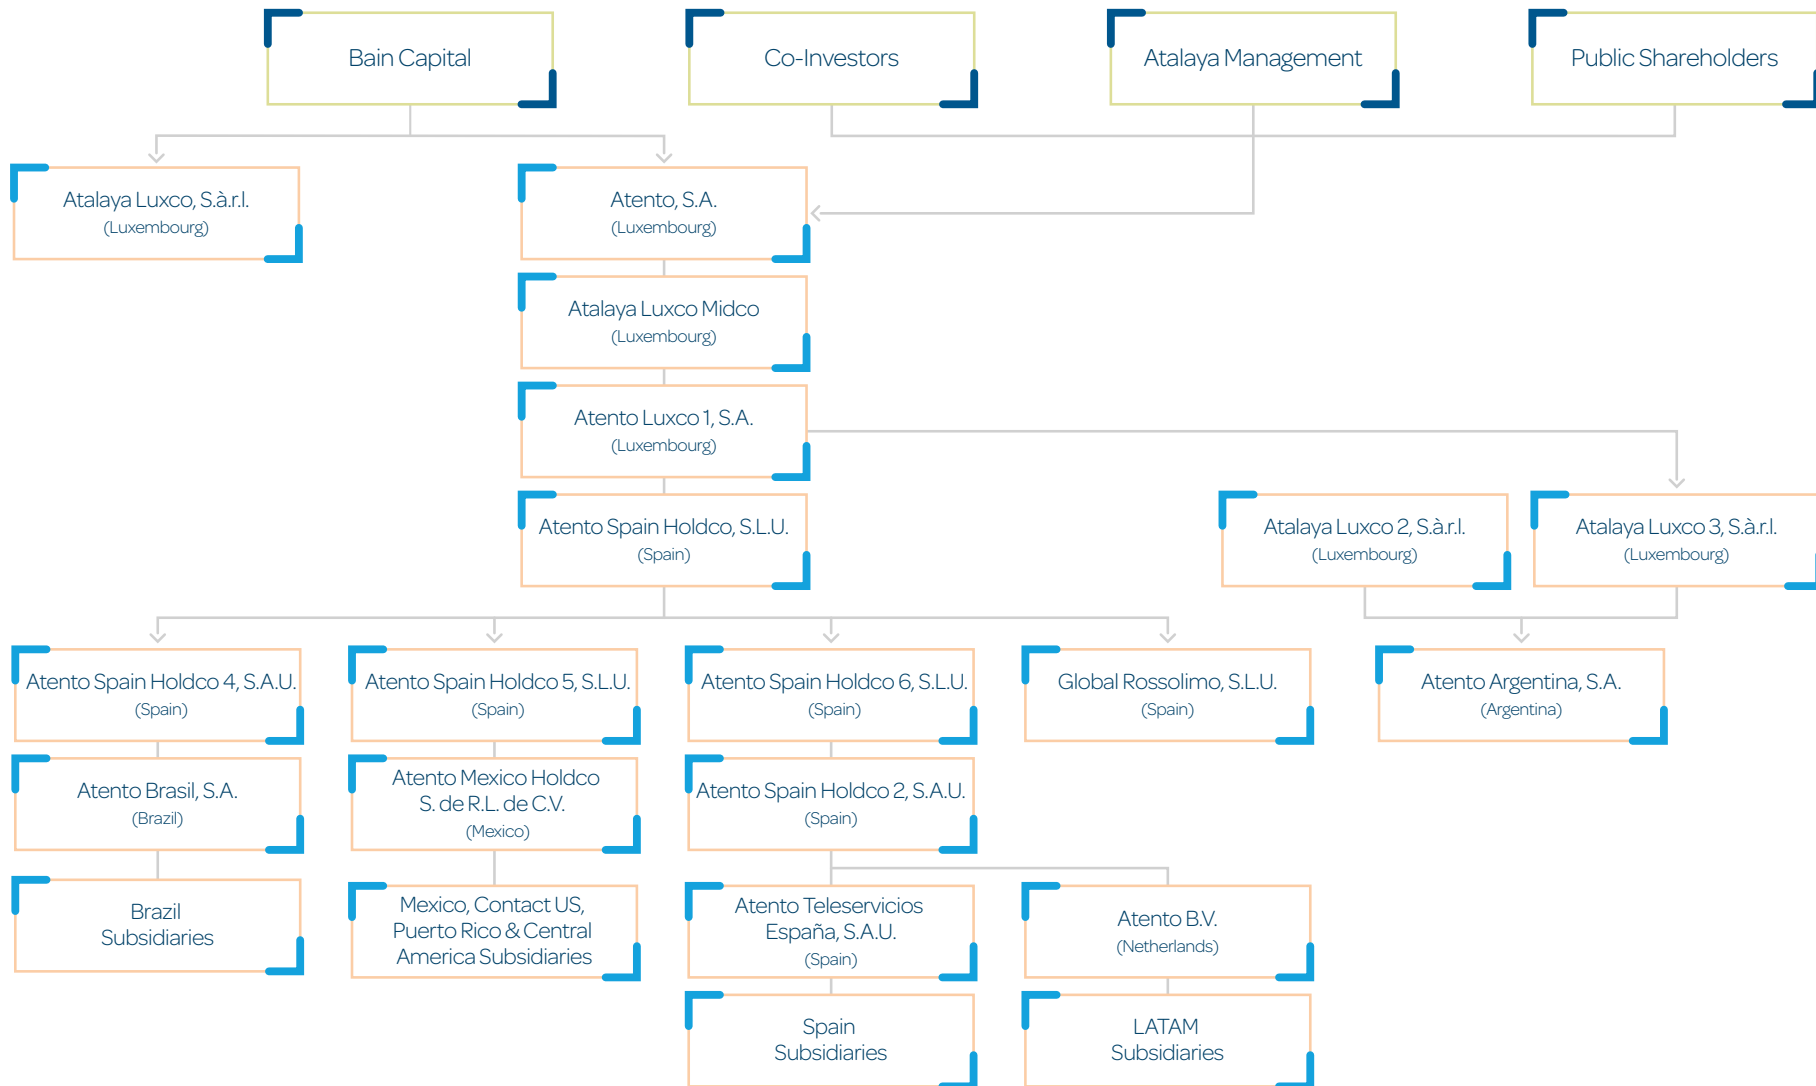 Bain Capital
Co-Investors
Atalaya Management
Public Shareholders
Atalaya Luxco, S.à.r.l.
(Luxembourg)
Atento, S.A.
(Luxembourg)
Atalaya Luxco Midco
(Luxembourg)
Atento Luxco 1, S.A.
(Luxembourg)
Atento Spain Holdco, S.L.U.
(Spain)
Atalaya Luxco 2, S.à.r.l.
(Luxembourg)
Atalaya Luxco 3, S.à.r.l.
(Luxembourg)
Atento Spain Holdco 4, S.A.U.
(Spain)
Atento Spain Holdco 5, S.L.U.
(Spain)
Atento Spain Holdco 6, S.L.U.
(Spain)
Global Rossolimo, S.L.U.
(Spain)
Atento Argentina, S.A.
(Argentina)
Atento Brasil, S.A.
(Brazil)
Atento Mexico Holdco
S. de R.L. de C.V.
(Mexico)
Atento Spain Holdco 2, S.A.U.
(Spain)
Brazil
Subsidiaries
Mexico, Contact US,
Puerto Rico & Central
America Subsidiaries
Atento Teleservicios
España, S.A.U.
(Spain)
Atento B.V.
(Netherlands)
Spain
Subsidiaries
LATAM
Subsidiaries